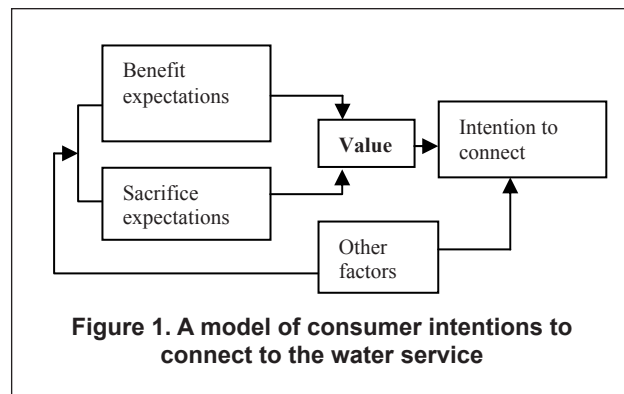 Benefit
expectations
Value
Intention to
connect
Sacrifice
expectations
Other
factors
Figure 1. A model of consumer intentions to
connect to the water service